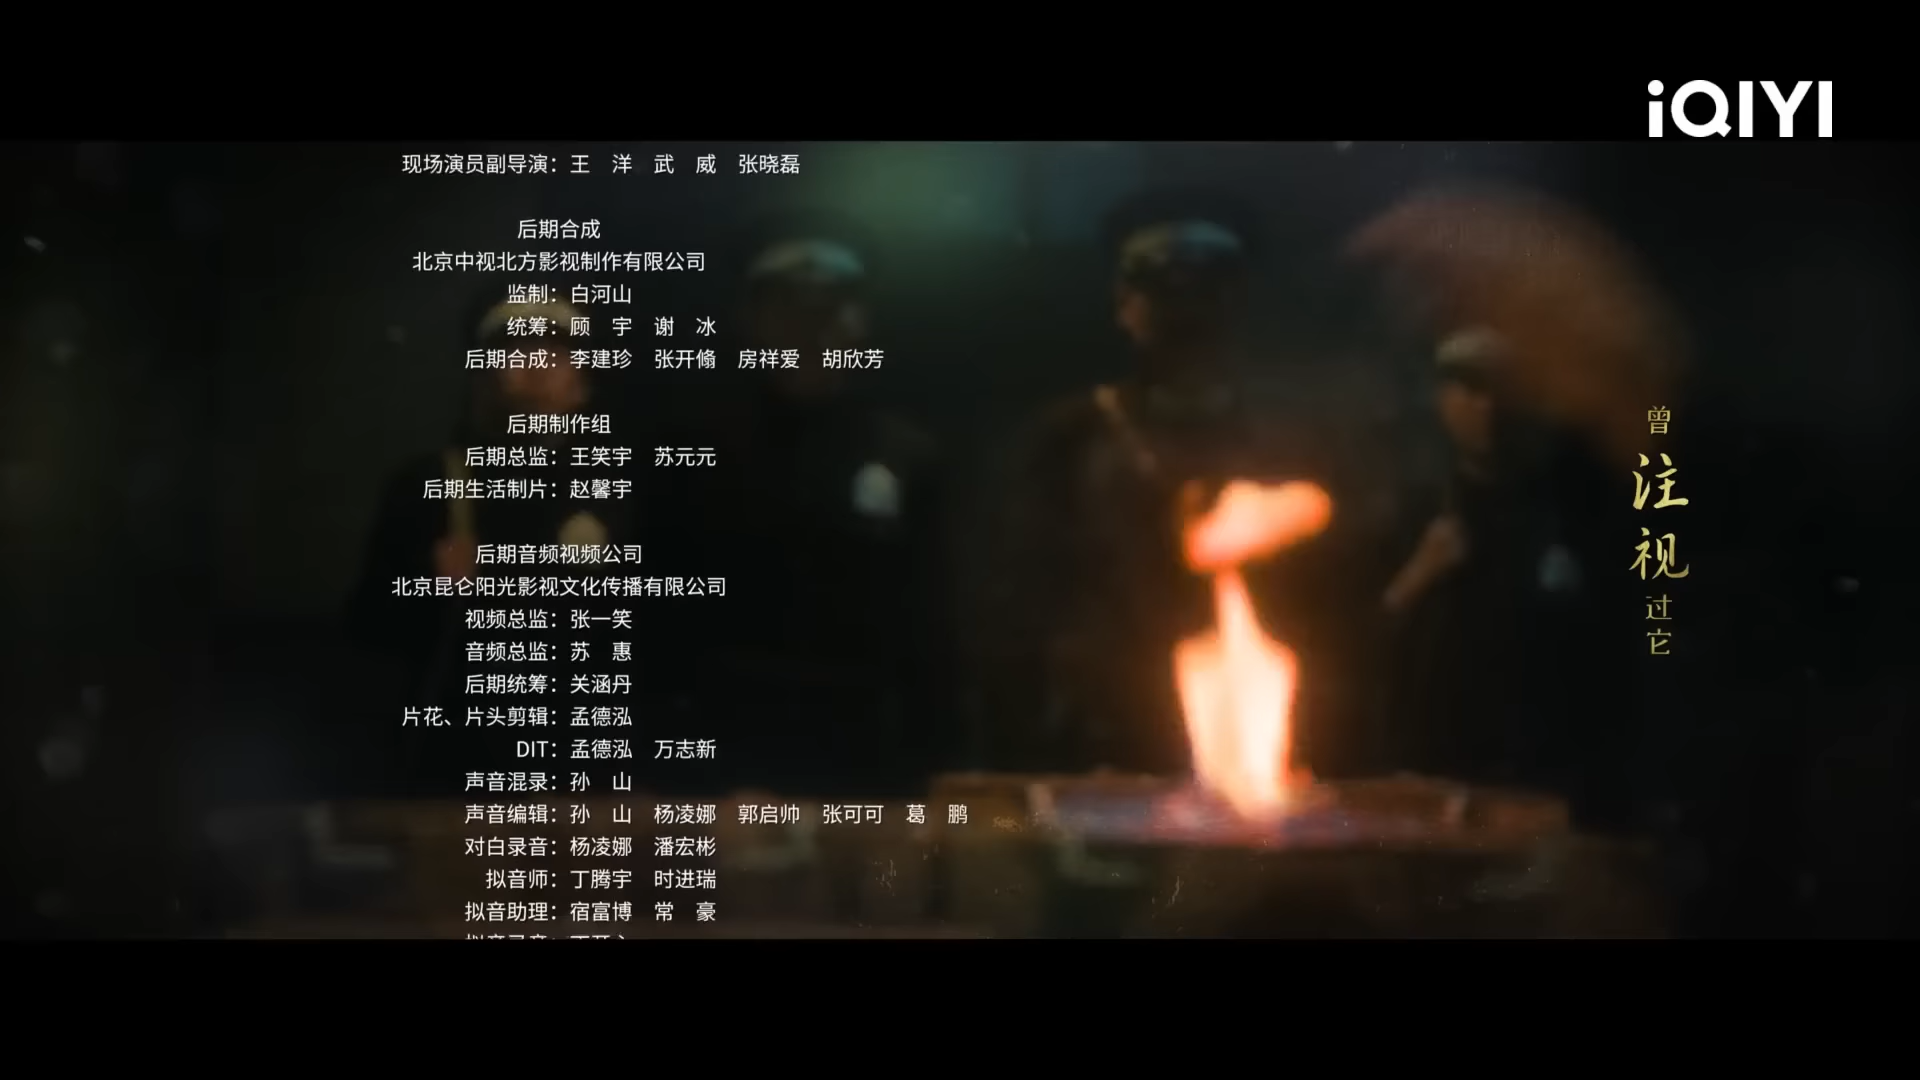 iQIYI
现场演员副导演：王　洋　武　威　张晓磊
后期合成
北京中视北方影视制作有限公司
监制：白河山
统筹：顾　宇　谢　冰
后期合成：李建珍　张开翛　房祥爱　胡欣芳
后期制作组
后期总监：王笑宇　苏元元
后期生活制片：赵馨宇
后期音频视频公司
北京昆仑阳光影视文化传播有限公司
视频总监：张一笑
音频总监：苏　惠
后期统筹：关涵丹
片花、片头剪辑：孟德泓
DIT：孟德泓　万志新
声音混录：孙　山
声音编辑：孙　山　杨凌娜　郭启帅　张可可　葛　鹏
对白录音：杨凌娜　潘宏彬
拟音师：丁腾宇　时进瑞
拟音助理：宿富博　常　豪
曾注视过它